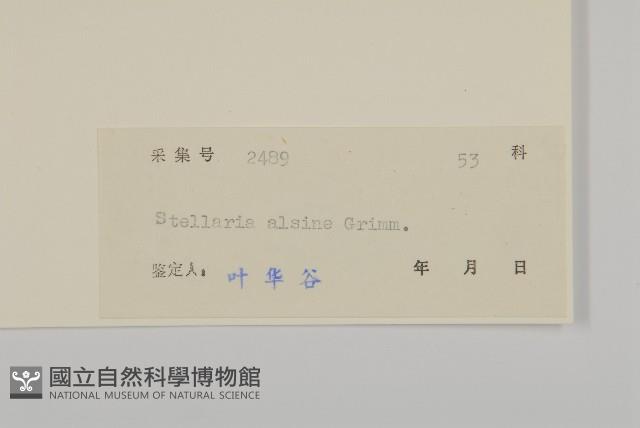 采集号 2489 53 科
Stellaria alsine Grimm.
鉴定人: 叶华谷 年 月 日
國立自然科學博物館
NATIONAL MUSEUM OF NATURAL SCIENCE